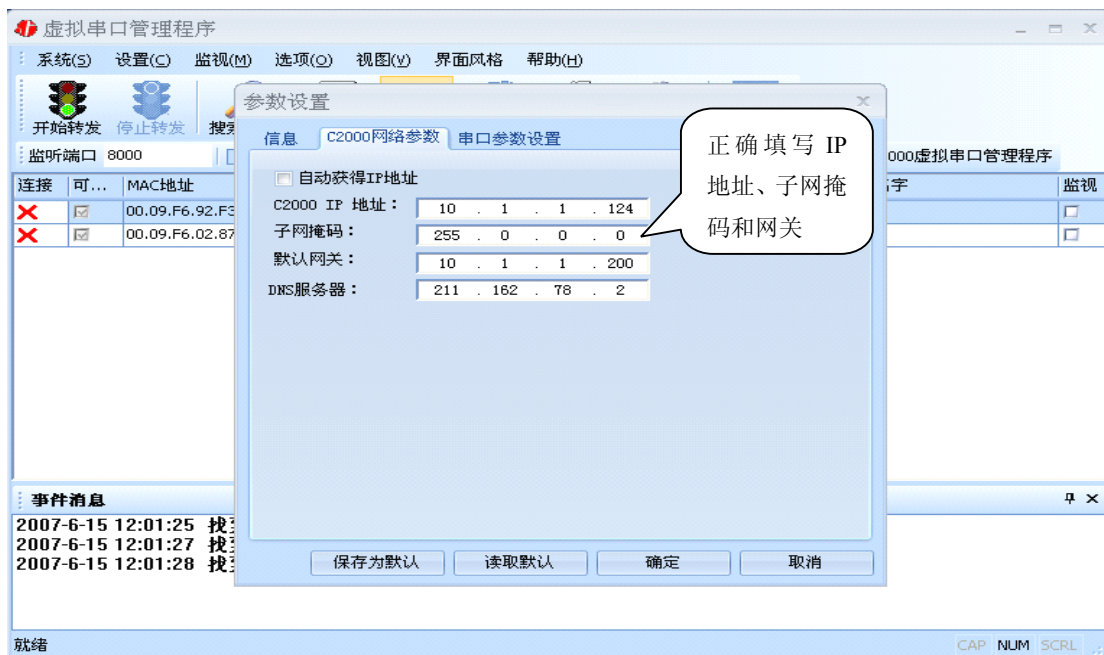 虚拟串口管理程序
系统(S) 设置(C) 监视(M) 选项(O) 视图(V) 界面风格 帮助(H)
开始转发 停止转发
监听端口 8000
000虚拟串口管理程序
连接 可... MAC地址
字 监视
00.09.F6.92.F3
00.09.F6.02.87
参数设置
信息 C2000网络参数 串口参数设置
自动获得IP地址
C2000 IP 地址： 10 . 1 . 1 . 124
子网掩码： 255 . 0 . 0 . 0
默认网关： 10 . 1 . 1 . 200
DNS服务器： 211 . 162 . 78 . 2
正确填写 IP
地址、子网掩
码和网关
保存为默认 读取默认 确定 取消
事件消息
2007-6-15 12:01:25 找
2007-6-15 12:01:27 找
2007-6-15 12:01:28 找
就绪
CAP NUM SCRL